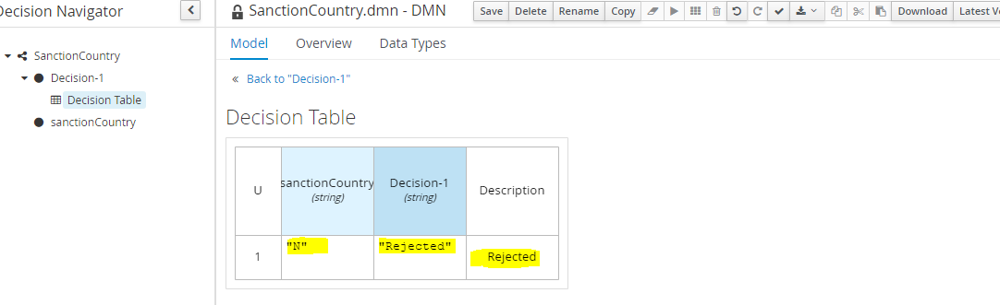 Decision Navigator
SanctionCountry.dmn - DMN
Save Delete Rename Copy Download Latest
Model Overview Data Types
SanctionCountry
Decision-1
Decision Table
sanctionCountry
« Back to "Decision-1"
Decision Table
U
sanctionCountry
(string)
Decision-1
(string)
Description
1
"N"
"Rejected"
Rejected